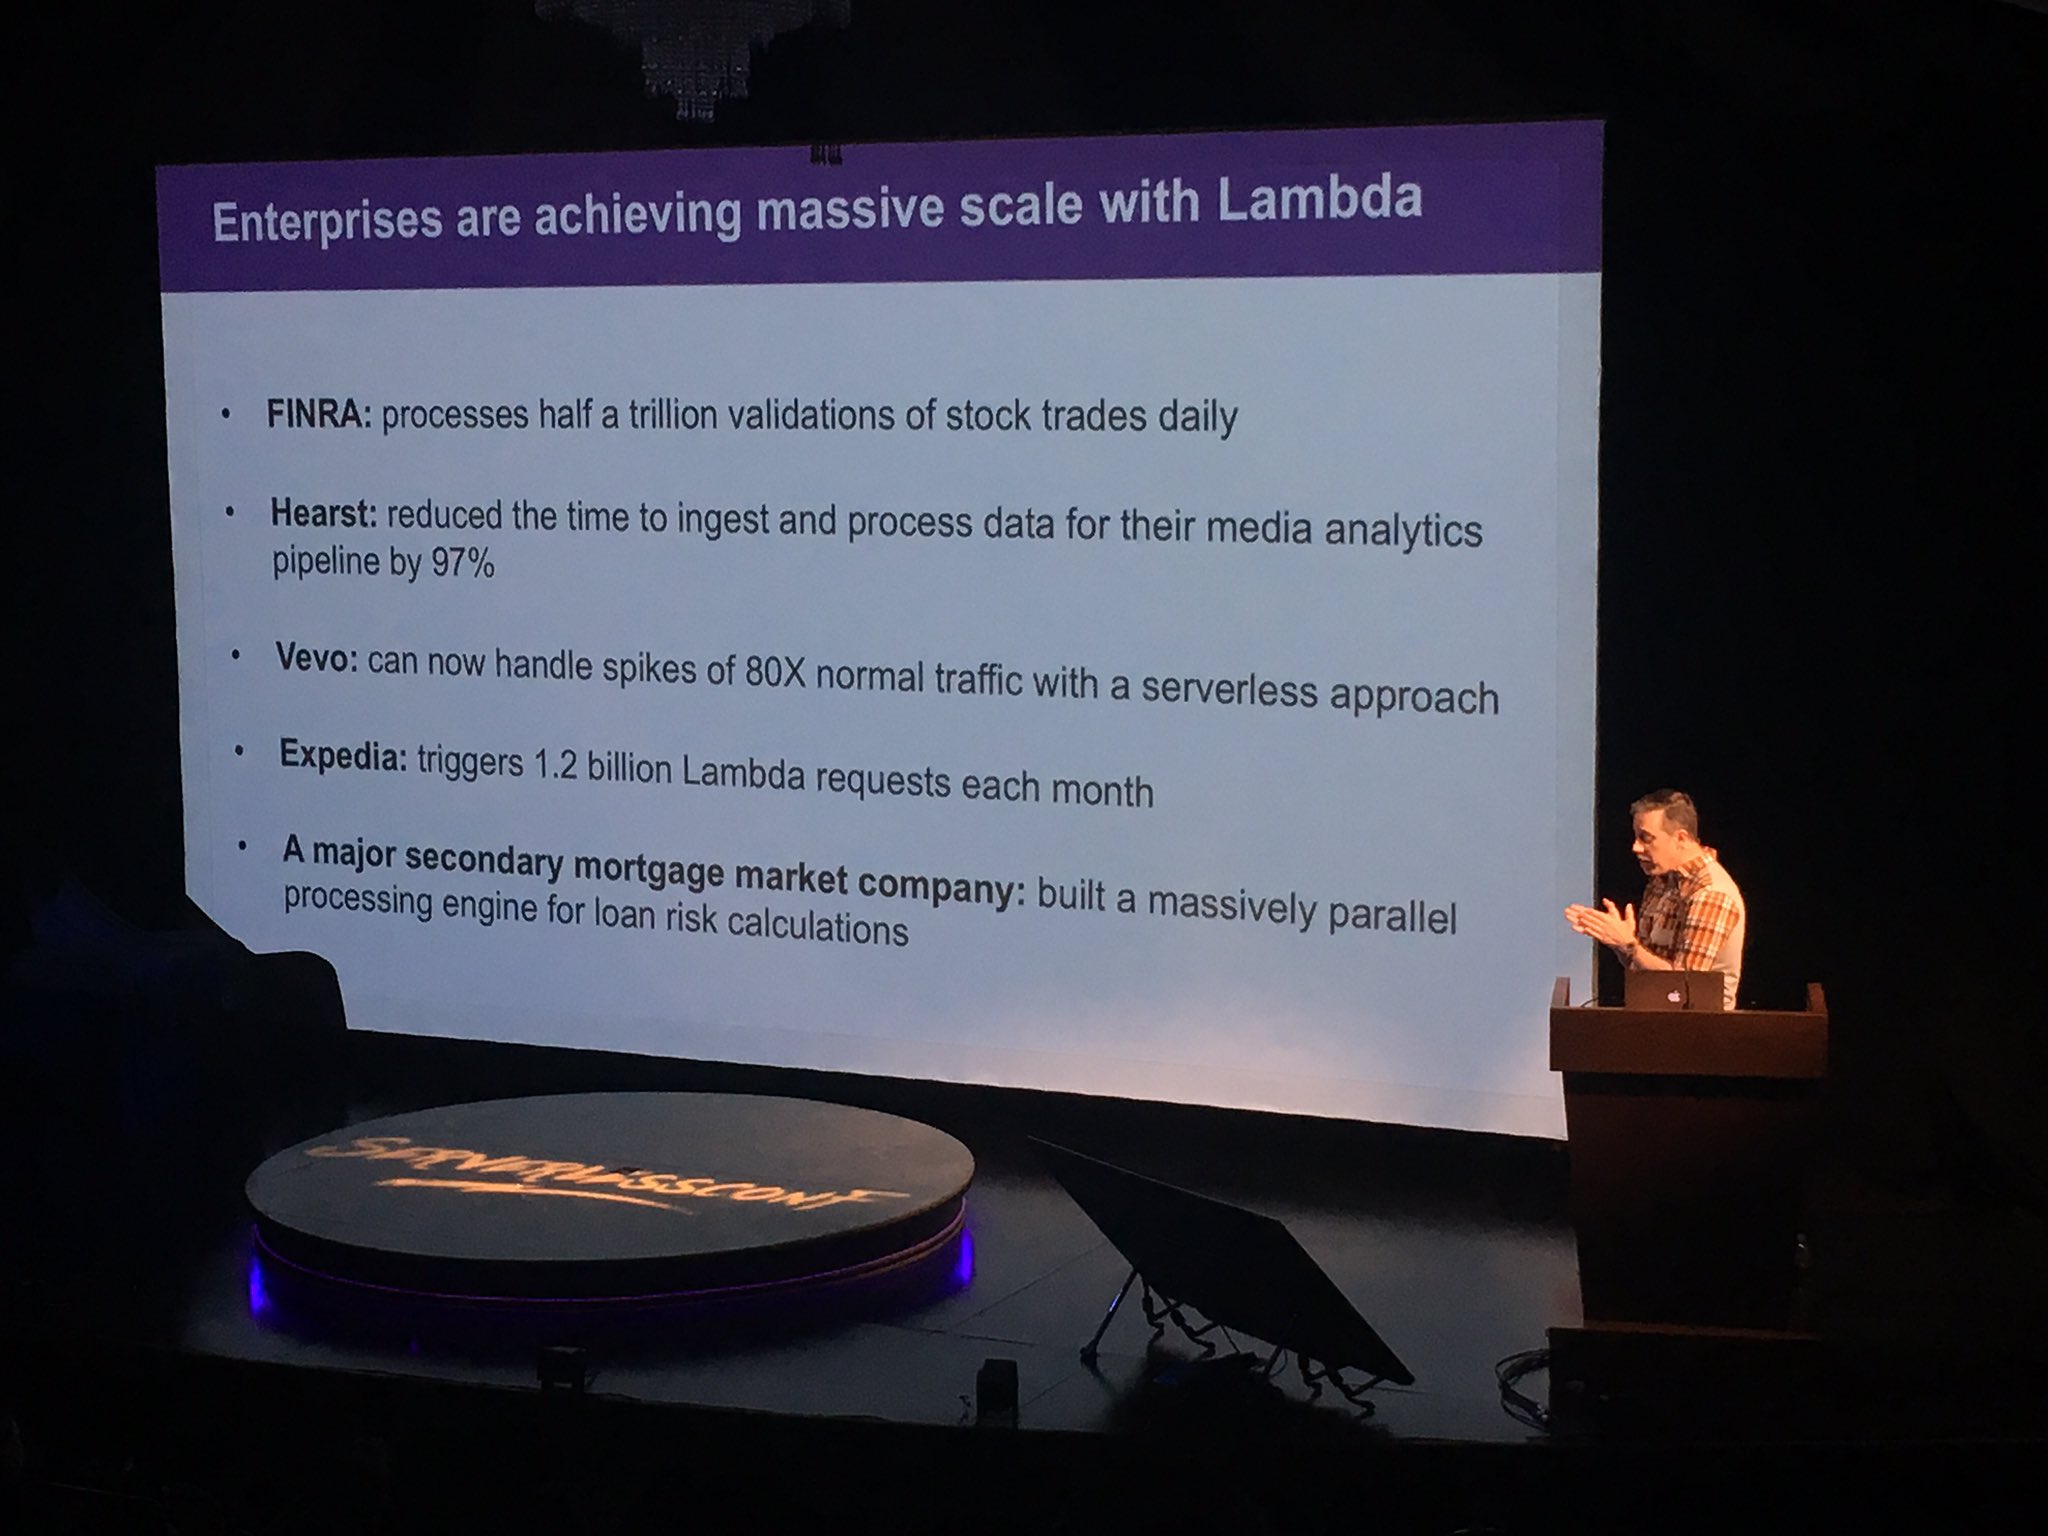 Enterprises are achieving massive scale with Lambda
• FINRA: processes half a trillion validations of stock trades daily
• Hearst: reduced the time to ingest and process data for their media analytics
pipeline by 97%
• Vevo: can now handle spikes of 80X normal traffic with a serverless approach
• Expedia: triggers 1.2 billion Lambda requests each month
• A major secondary mortgage market company: built a massively parallel
processing engine for loan risk calculations
SERVERLESSCONF